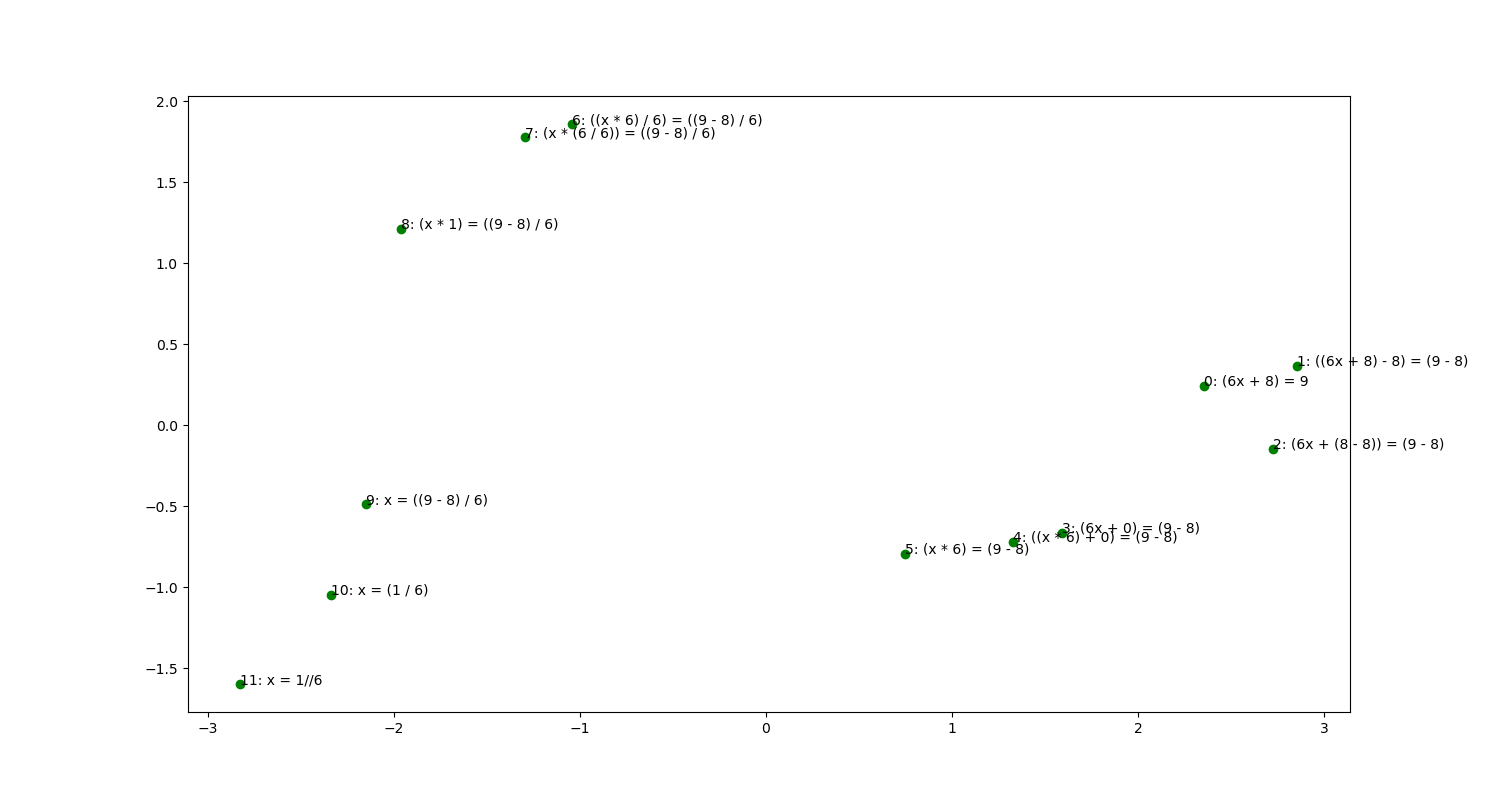 2.0
6: ((x * 6) / 6) = ((9 - 8) / 6)
7: (x * (6 / 6)) = ((9 - 8) / 6)
1.5
8: (x * 1) = ((9 - 8) / 6)
1.0
0.5
1: ((6x + 8) - 8) = (9 - 8)
0: (6x + 8) = 9
0.0
2: (6x + (8 - 8)) = (9 - 8)
−0.5
9: x = ((9 - 8) / 6)
3: (6x + 0) = (9 - 8)
4: ((x * 6) + 0) = (9 - 8)
5: (x * 6) = (9 - 8)
−1.0
10: x = (1 / 6)
−1.5
11: x = 1//6
−3 −2 −1 0 1 2 3